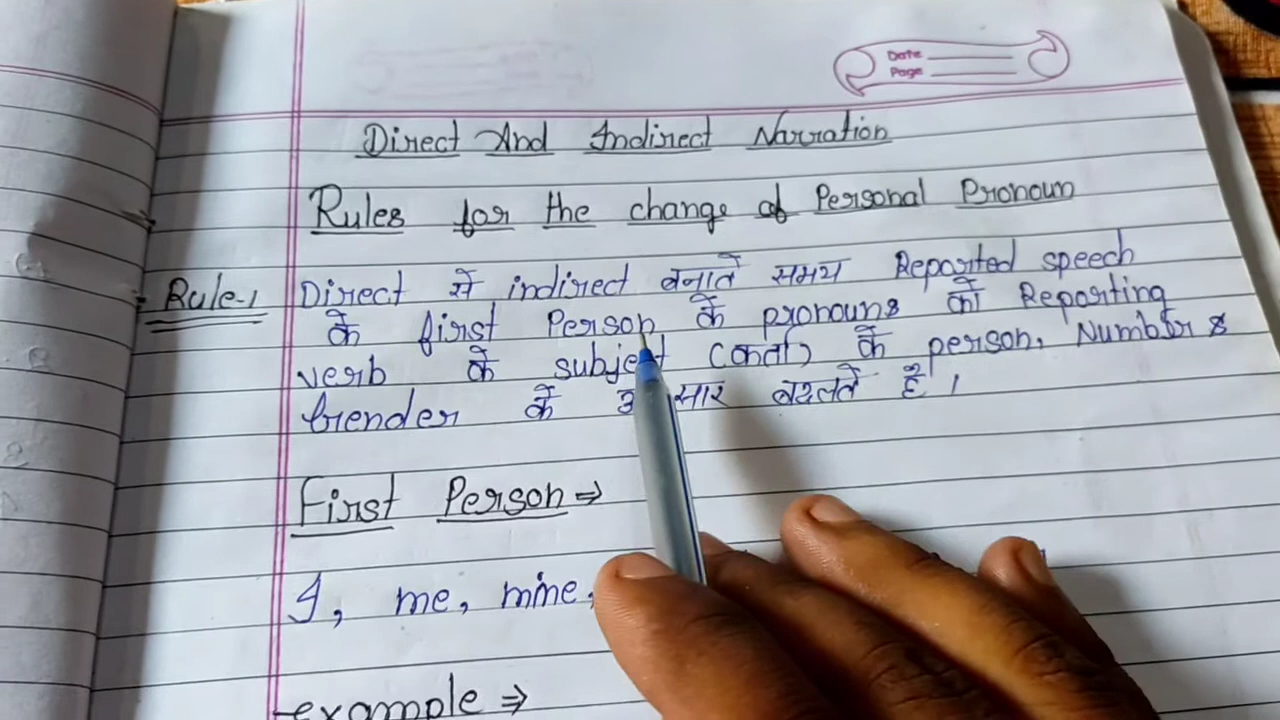 Date
Page
Direct And Indirect Narration
Rules for the change of Personal Pronoun
Rule-1 Direct से indirect बनाते समय Reported speech
के first Person के pronouns को Reporting
verb के subject (कर्ता) के person, Number &
Gender के अनुसार बदलते हैं।
First Person ⇒
I, me, mine,
example ⇒